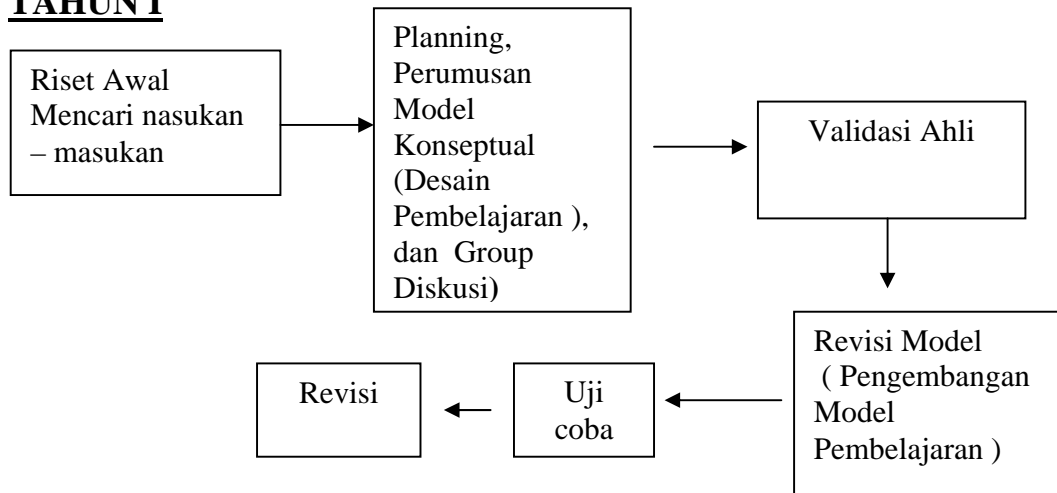 TAHUN I
Riset Awal
Mencari nasukan
– masukan
Planning,
Perumusan
Model
Konseptual
(Desain
Pembelajaran ),
dan  Group
Diskusi)
Validasi Ahli
Revisi Model
( Pengembangan
Model
Pembelajaran )
Uji
coba
Revisi